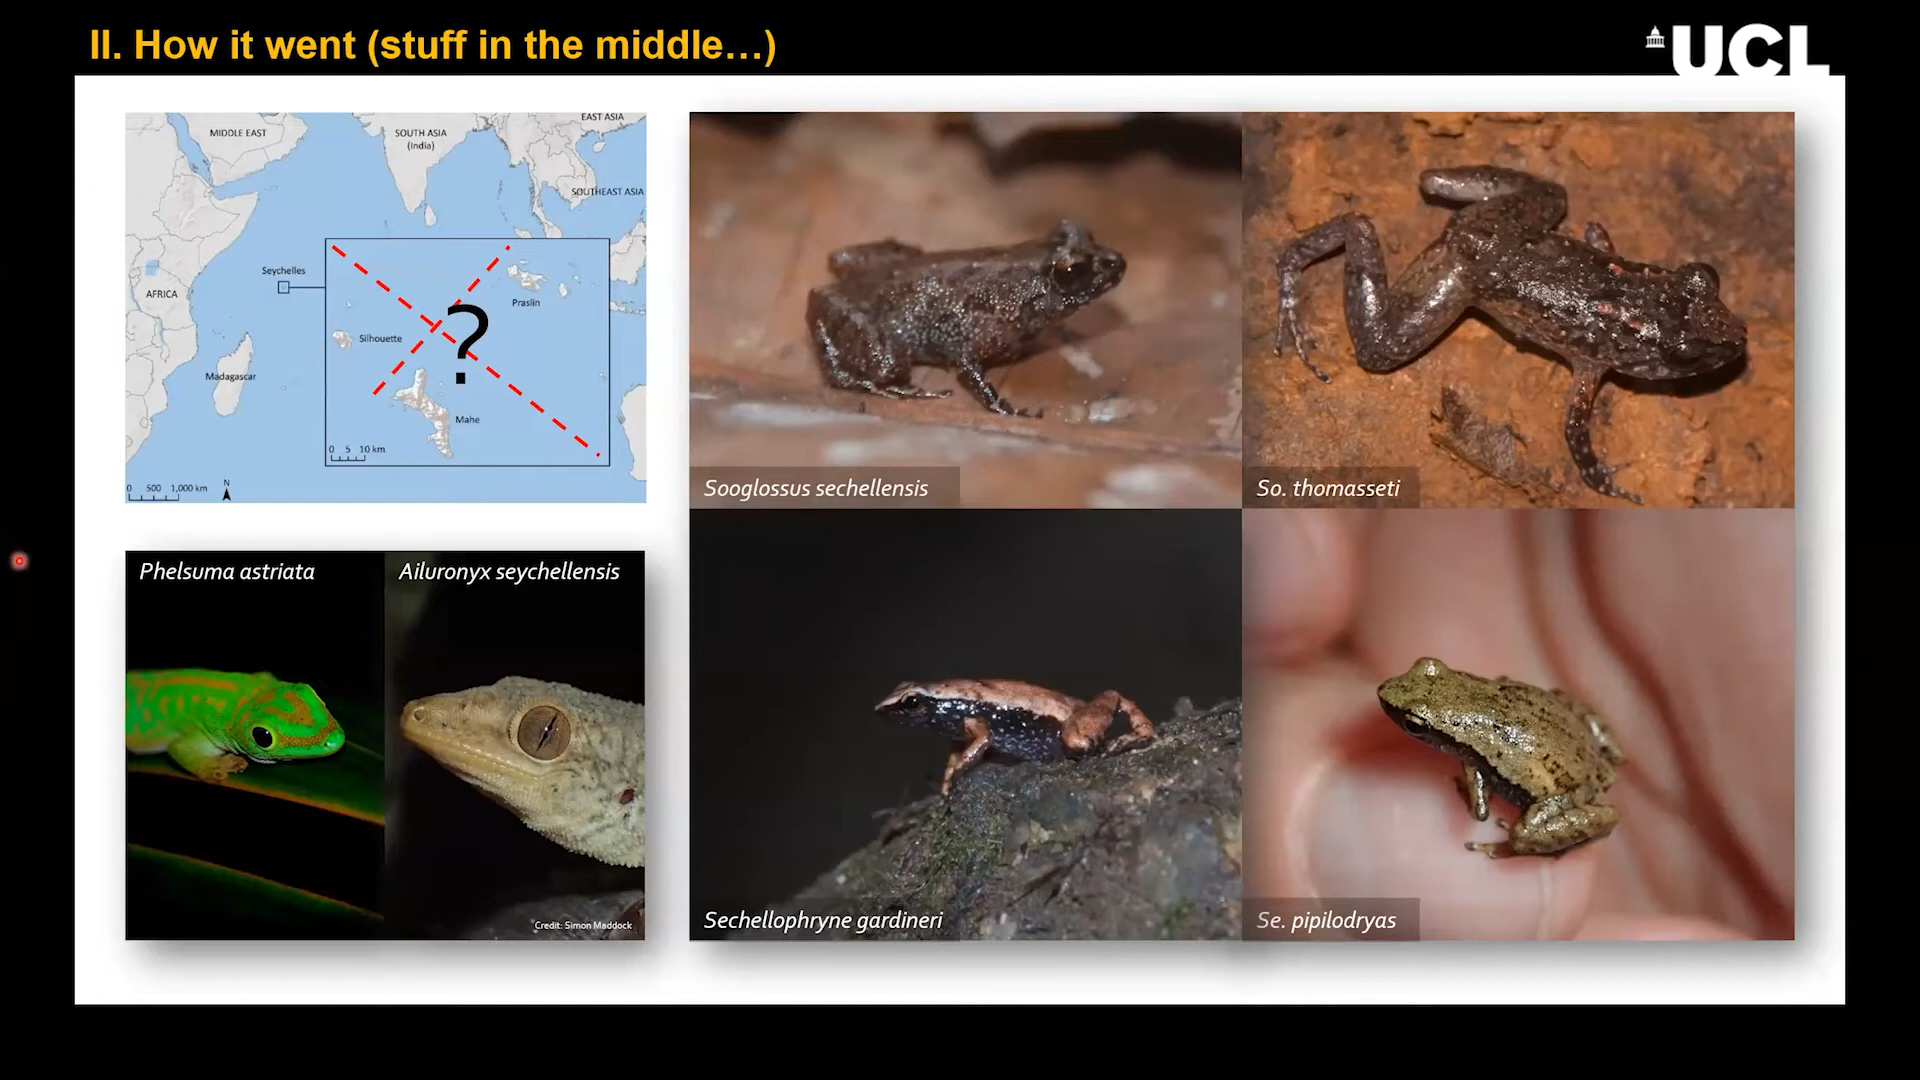 II. How it went (stuff in the middle...)
UCL
MIDDLE EAST
SOUTH ASIA
(India)
EAST ASIA
SOUTHEAST ASIA
Seychelles
AFRICA
Praslin
?
Silhouette
Madagascar
Mahe
0 5 10 km
0 500 1,000 km
N
Sooglossus sechellensis
So. thomasseti
Phelsuma astriata
Ailuronyx seychellensis
Credit: Simon Maddock
Sechellophryne gardineri
Se. pipilodryas